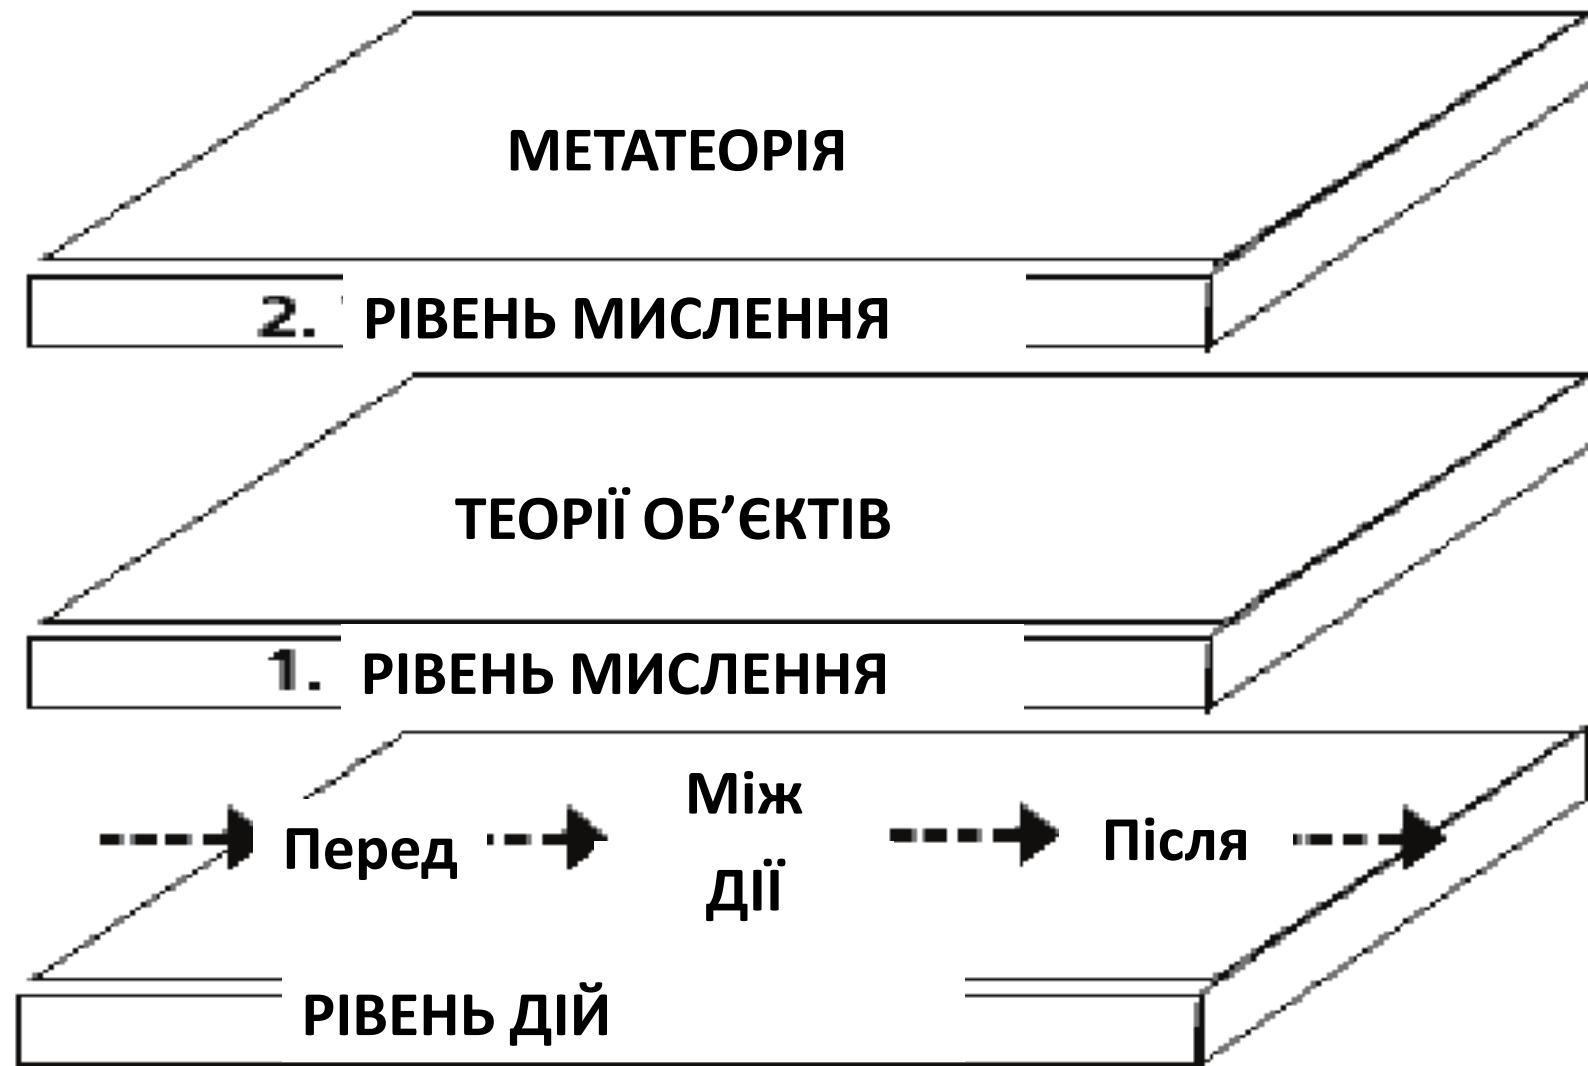 МЕТАТЕОРІЯ
2. РІВЕНЬ МИСЛЕННЯ
ТЕОРІЇ ОБ’ЄКТІВ
1. РІВЕНЬ МИСЛЕННЯ
Перед
Між
ДІЇ
Після
РІВЕНЬ ДІЙ